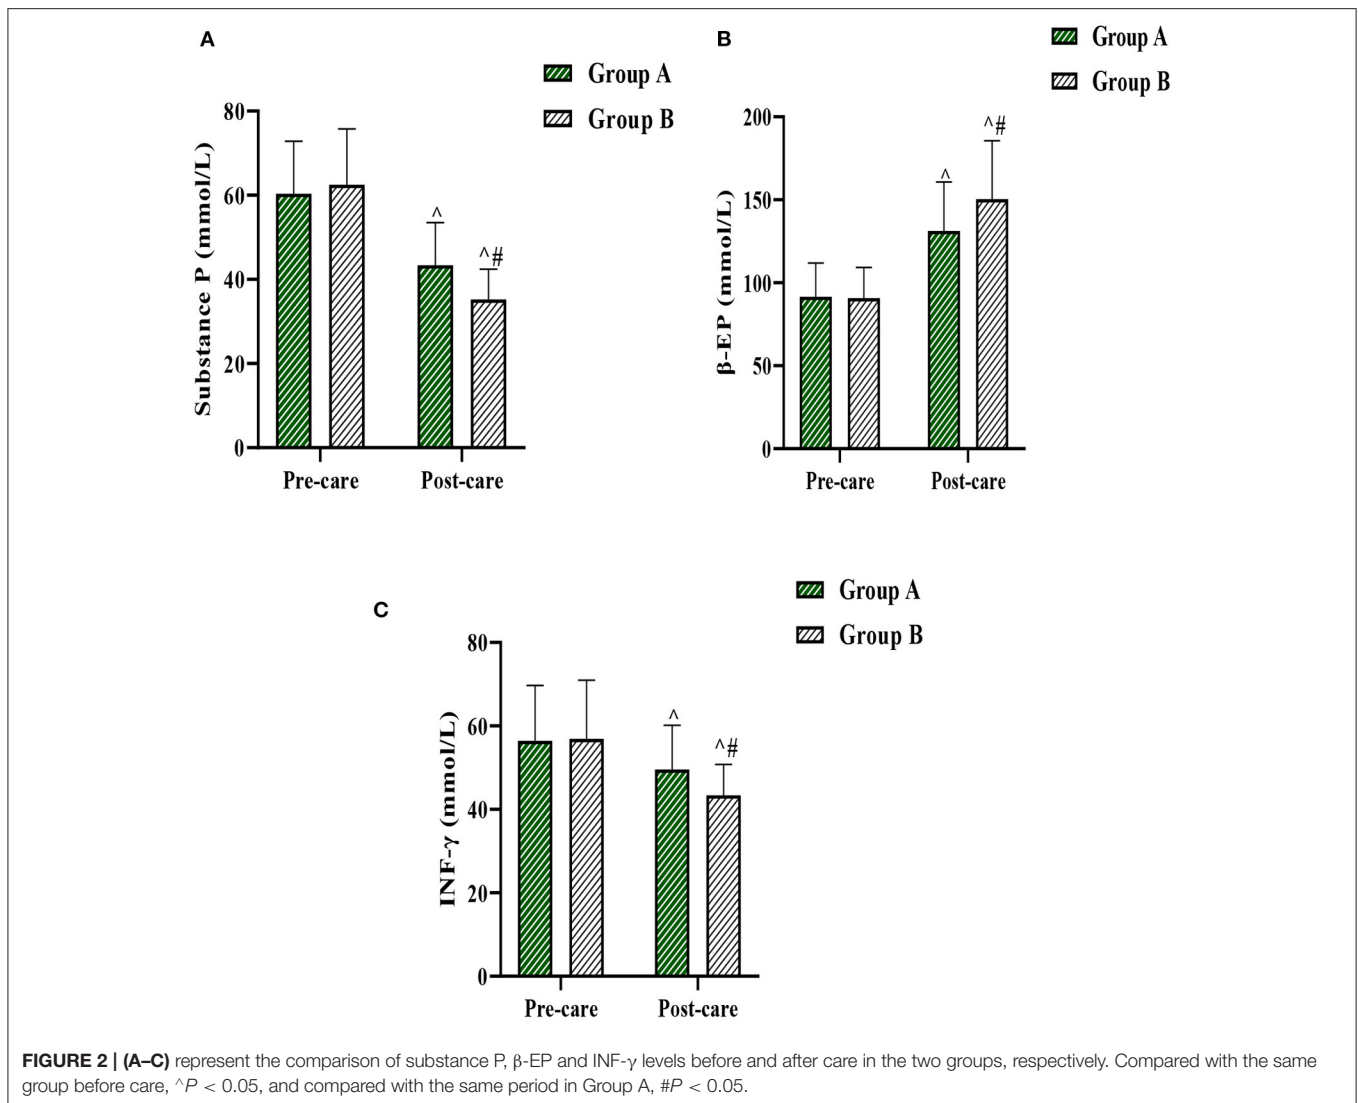 A
Group A
Group B
80
60
40
20
0
Substance P (mmol/L)
Pre-care
Post-care
^
^#
B
Group A
Group B
200
150
100
50
0
β-EP (mmol/L)
Pre-care
Post-care
^
^#
C
Group A
Group B
80
60
40
20
0
INF-γ (mmol/L)
Pre-care
Post-care
^
^#
FIGURE 2 | (A–C) represent the comparison of substance P, β-EP and INF-γ levels before and after care in the two groups, respectively. Compared with the same
group before care, ^P < 0.05, and compared with the same period in Group A, #P < 0.05.